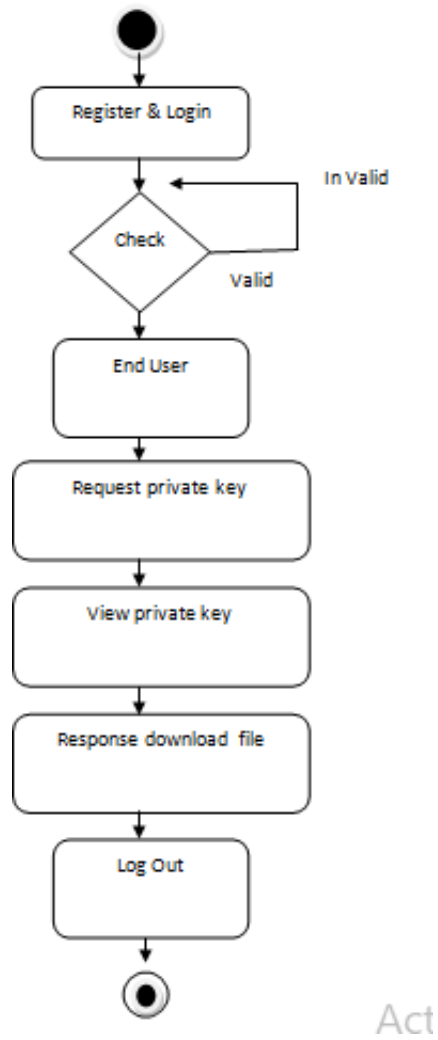 Register & Login
In Valid
Check
Valid
End User
Request private key
View private key
Response download file
Log Out
Act